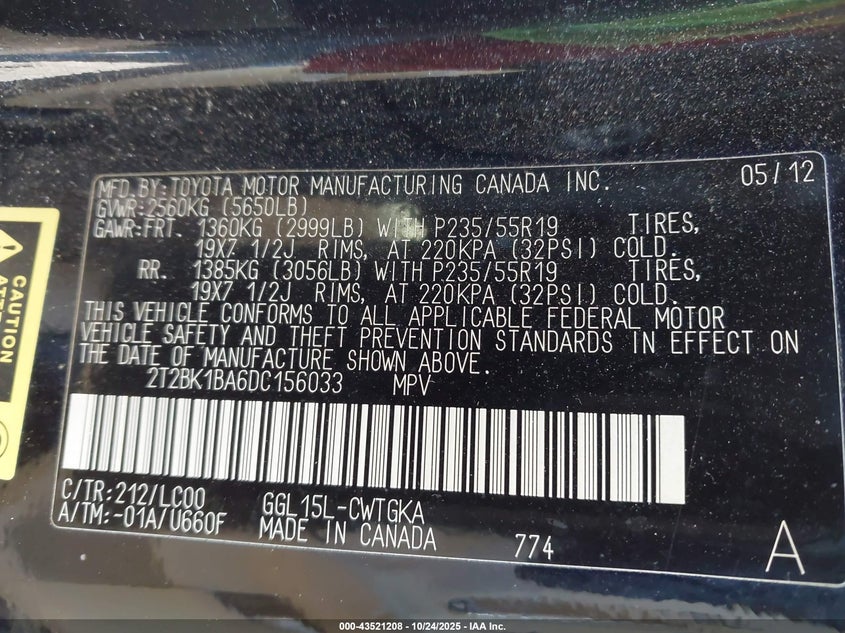 MFD.BY:TOYOTA MOTOR MANUFACTURING CANADA INC. 05/12
GVWR:2560KG (5650LB)
GAWR:FRT. 1360KG (2999LB) WITH P235/55R19 TIRES,
19X7 1/2J RIMS, AT 220KPA (32PSI) COLD.
RR. 1385KG (3056LB) WITH P235/55R19 TIRES,
19X7 1/2J RIMS, AT 220KPA (32PSI) COLD.
THIS VEHICLE CONFORMS TO ALL APPLICABLE FEDERAL MOTOR
VEHICLE SAFETY AND THEFT PREVENTION STANDARDS IN EFFECT ON
THE DATE OF MANUFACTURE SHOWN ABOVE.
2T2BK1BA6DC156033 MPV
C/TR:212/LC00 GGL15L-CWTGKA
A/TM:-01A/U660F MADE IN CANADA 774 A
CAUTION
000-43521208 - 10/24/2025 - IAA Inc.